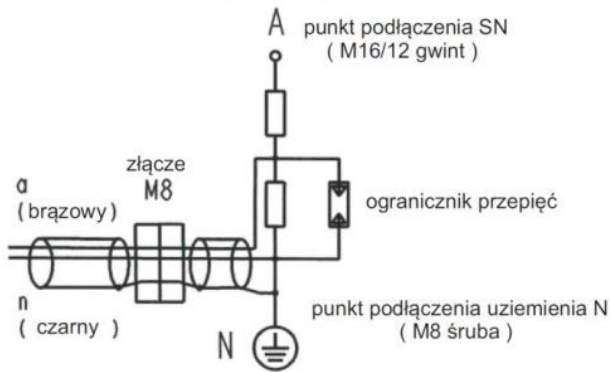 A
punkt podłączenia SN
( M16/12 gwint )
złącze
M8
a
( brązowy )
ogranicznik przepięć
n
( czarny )
N
punkt podłączenia uziemienia N
( M8 śruba )